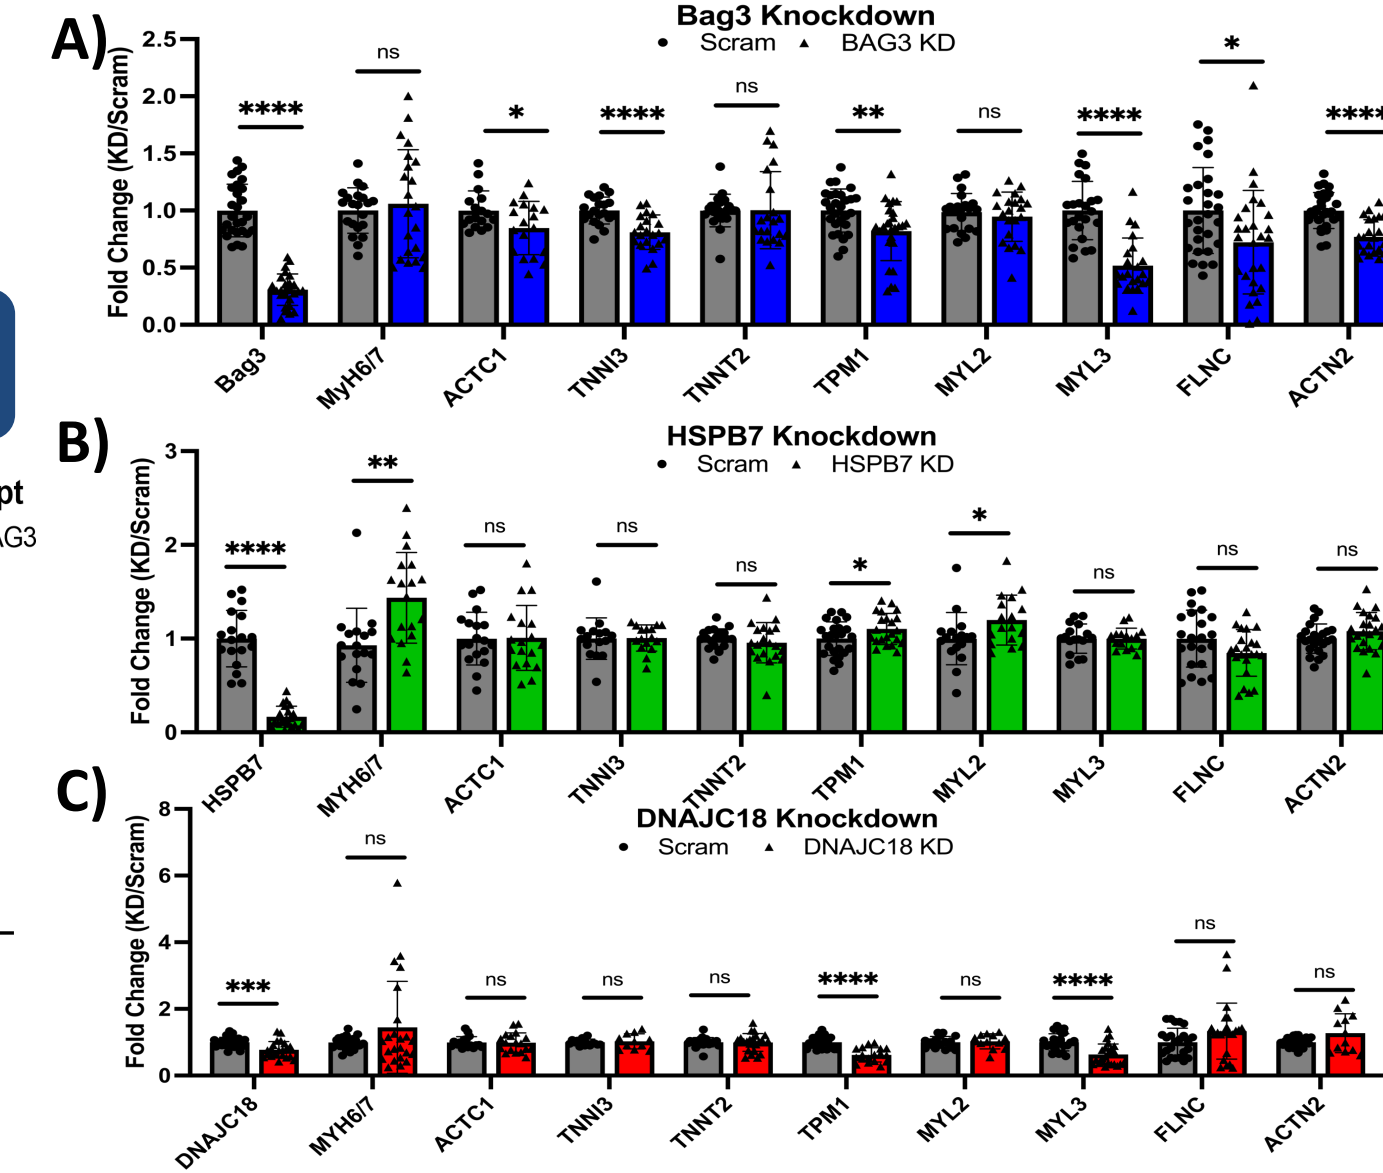 A)
Bag3 Knockdown
Scram BAG3 KD
Fold Change (KD/Scram)
2.5
2.0
1.5
1.0
0.5
0.0
**** ns * **** ns ** ns **** * ****
Bag3 MyH6/7 ACTC1 TNNI3 TNNT2 TPM1 MYL2 MYL3 FLNC ACTN2
pt
AG3
B)
HSPB7 Knockdown
Scram HSPB7 KD
Fold Change (KD/Scram)
3
2
1
0
**** ** ns ns ns * * ns ns ns
HSPB7 MYH6/7 ACTC1 TNNI3 TNNT2 TPM1 MYL2 MYL3 FLNC ACTN2
C)
DNAJC18 Knockdown
Scram DNAJC18 KD
Fold Change (KD/Scram)
8
6
4
2
0
*** ns ns ns ns **** ns **** ns ns
DNAJC18 MYH6/7 ACTC1 TNNI3 TNNT2 TPM1 MYL2 MYL3 FLNC ACTN2